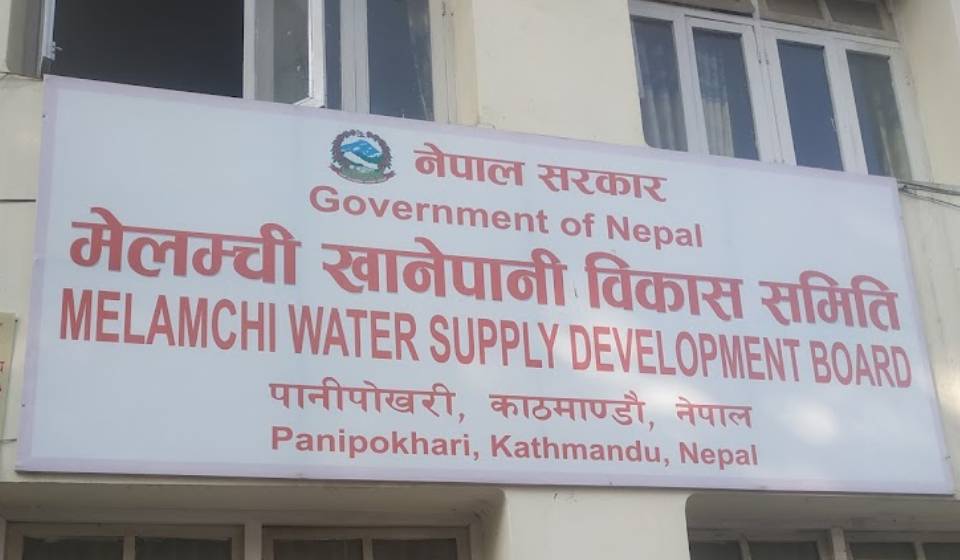 नेपाल सरकार
Government of Nepal
मेलम्ची खानेपानी विकास समिति
MELAMCHI WATER SUPPLY DEVELOPMENT BOARD
पानीपोखरी, काठमाण्डौ, नेपाल
Panipokhari, Kathmandu, Nepal